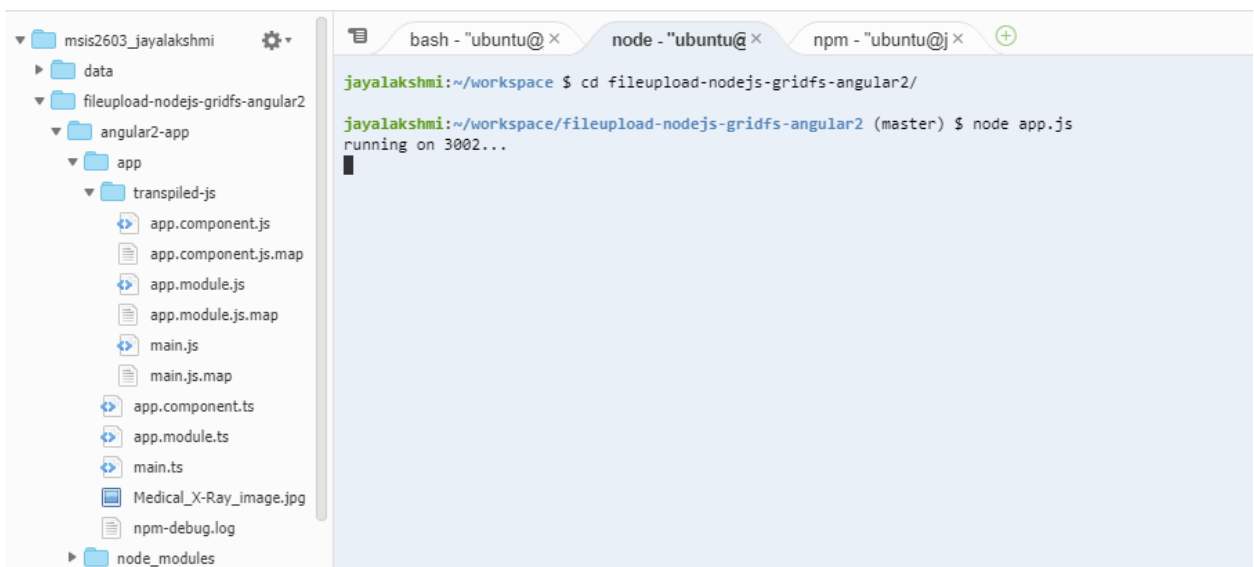 msis2603_jayalakshmi
data
fileupload-nodejs-gridfs-angular2
angular2-app
app
transpiled-js
app.component.js
app.component.js.map
app.module.js
app.module.js.map
main.js
main.js.map
app.component.ts
app.module.ts
main.ts
Medical_X-Ray_image.jpg
npm-debug.log
node_modules
bash - "ubuntu@ ×
node - "ubuntu@ ×
npm - "ubuntu@j ×
jayalakshmi:~/workspace $ cd fileupload-nodejs-gridfs-angular2/
jayalakshmi:~/workspace/fileupload-nodejs-gridfs-angular2 (master) $ node app.js
running on 3002...